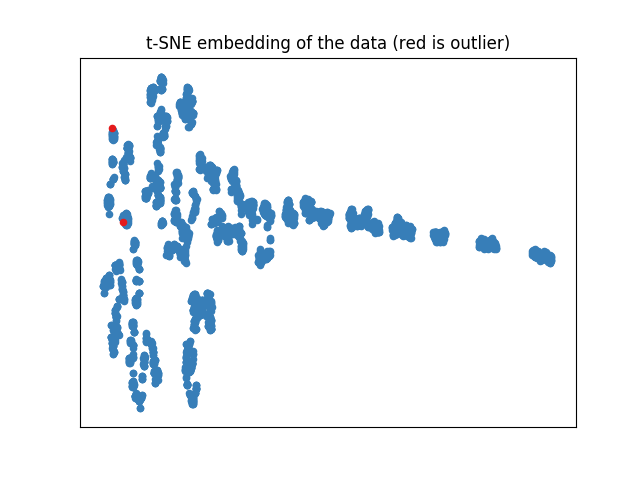 t-SNE embedding of the data (red is outlier)